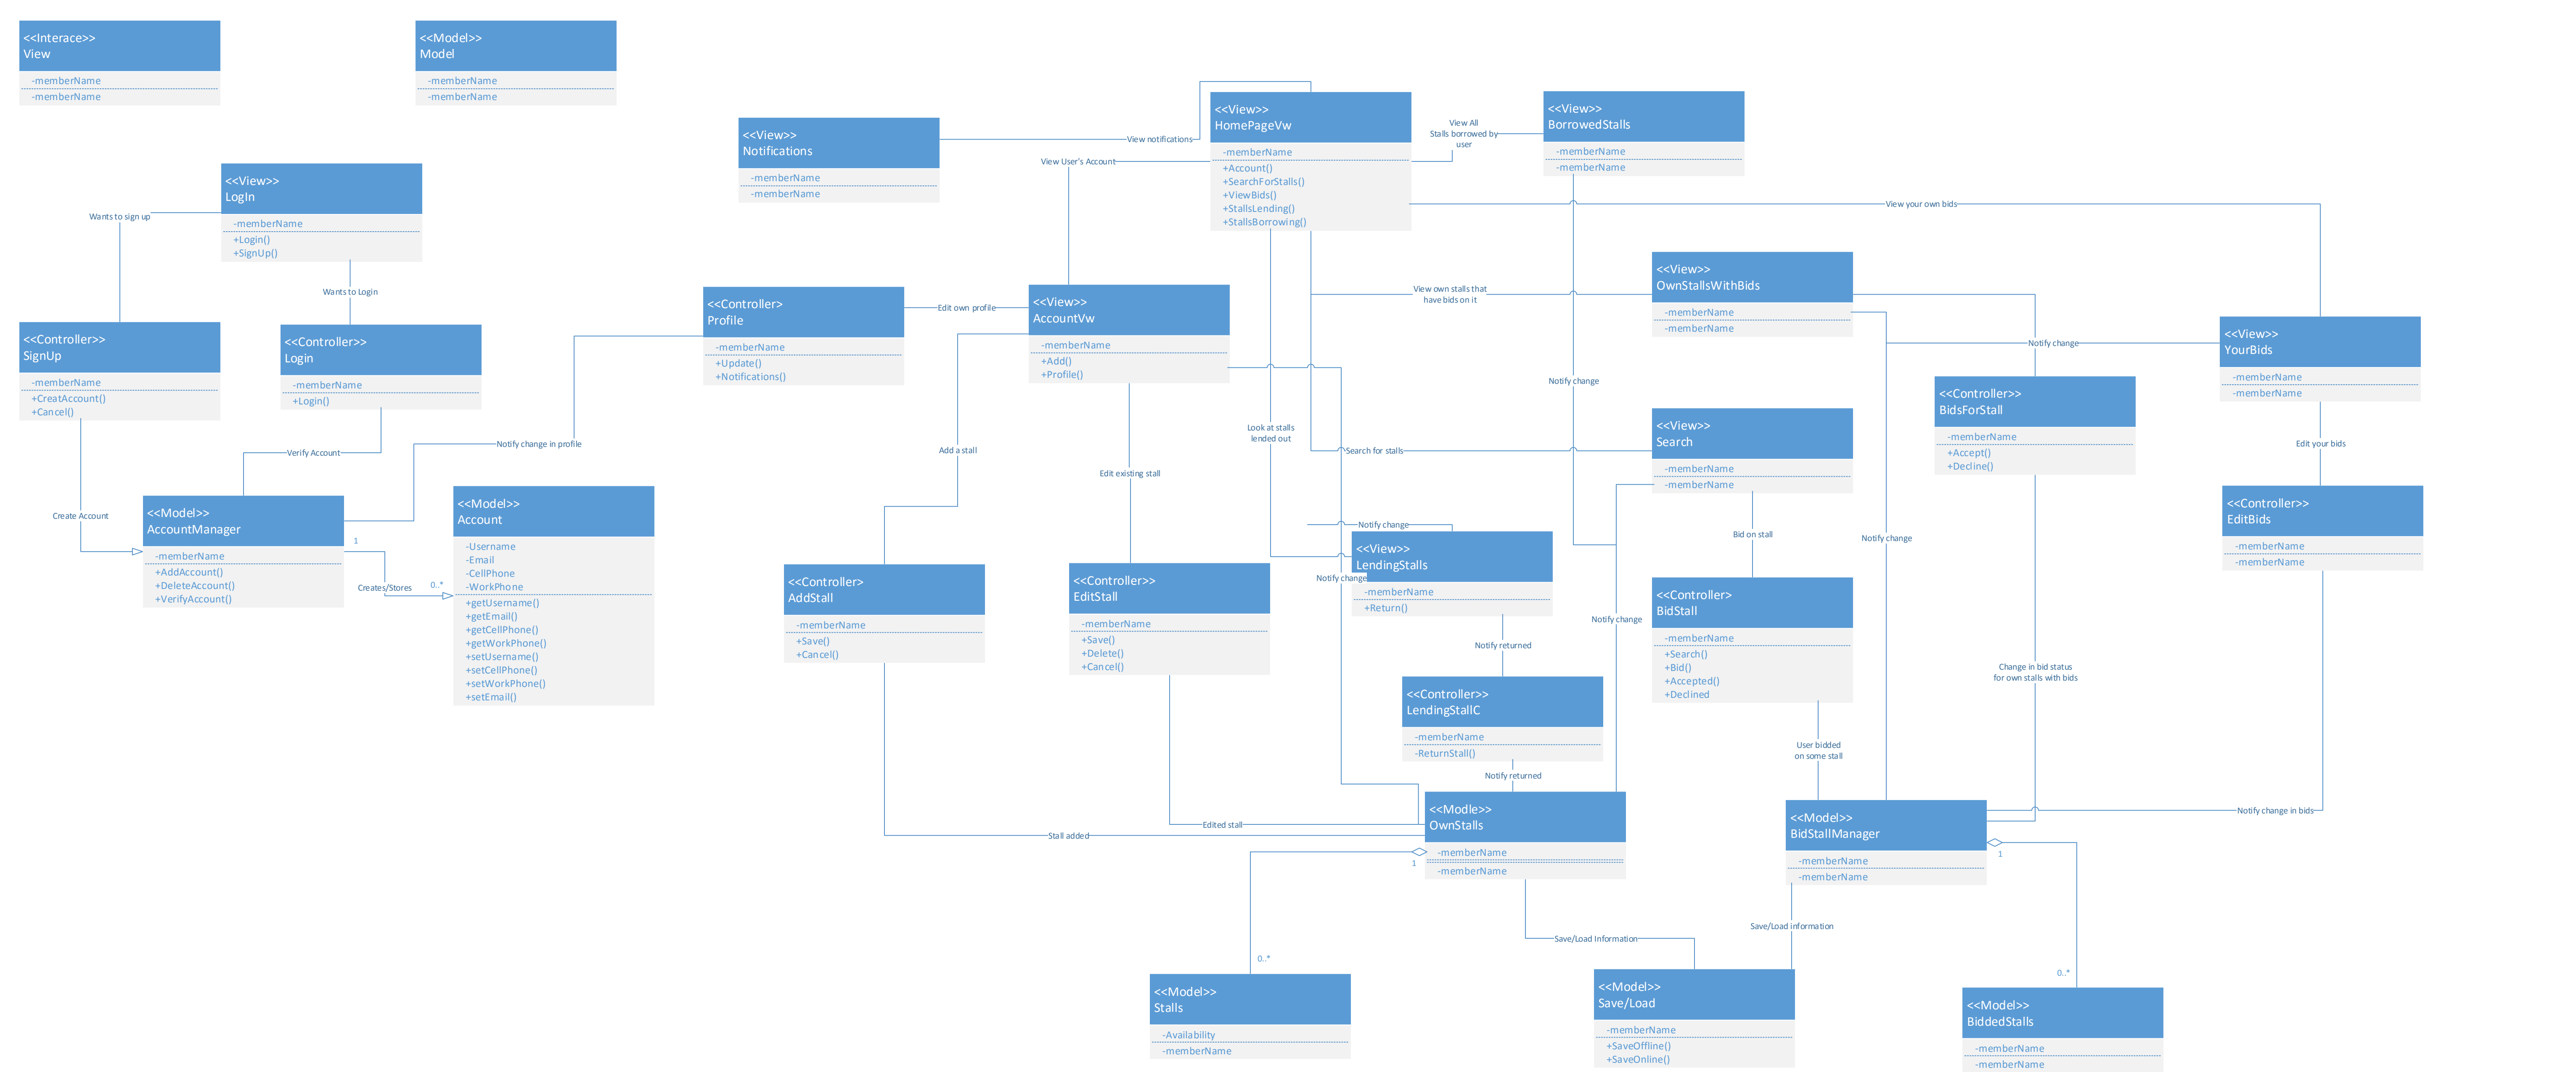 <<Interace>>
View
-memberName
-memberName
<<Model>>
Model
-memberName
-memberName
<<View>>
Notifications
-memberName
-memberName
View notifications
<<View>>
HomePageVw
-memberName
+Account()
+SearchForStalls()
+ViewBids()
+StallsLending()
+StallsBorrowing()
View All
Stalls borrowed by
user
<<View>>
BorrowedStalls
-memberName
-memberName
View User's Account
View your own bids
<<View>>
LogIn
-memberName
+Login()
+SignUp()
Wants to sign up
Wants to Login
<<Controller>>
SignUp
-memberName
+CreatAccount()
+Cancel()
<<Controller>>
Login
-memberName
+Login()
<<Controller>
Profile
-memberName
+Update()
+Notifications()
Edit own profile
<<View>>
AccountVw
-memberName
+Add()
+Profile()
View own stalls that
have bids on it
<<View>>
OwnStallsWithBids
-memberName
-memberName
Notify change
<<View>>
YourBids
-memberName
-memberName
Notify change
<<Controller>>
BidsForStall
-memberName
+Accept()
+Decline()
Verify Account
Notify change in profile
Add a stall
Edit existing stall
Look at stalls
lended out
Search for stalls
<<View>>
Search
-memberName
-memberName
Edit your bids
<<Controller>>
EditBids
-memberName
-memberName
Create Account
<<Model>>
AccountManager
-memberName
+AddAccount()
+DeleteAccount()
+VerifyAccount()
1
Creates/Stores
0..*
<<Model>>
Account
-Username
-Email
-CellPhone
-WorkPhone
+getUsername()
+getEmail()
+getCellPhone()
+getWorkPhone()
+setUsername()
+setCellPhone()
+setWorkPhone()
+setEmail()
<<Controller>
AddStall
-memberName
+Save()
+Cancel()
<<Controller>>
EditStall
-memberName
+Save()
+Delete()
+Cancel()
Notify change
<<View>>
LendingStalls
-memberName
+Return()
Notify change
Notify returned
Notify change
Bid on stall
Notify change
<<Controller>
BidStall
-memberName
+Search()
+Bid()
+Accepted()
+Declined
<<Controller>>
LendingStallC
-memberName
-ReturnStall()
Notify returned
User bidded
on some stall
Change in bid status
for own stalls with bids
Edited stall
Stall added
<<Modle>>
OwnStalls
-memberName
-memberName
1
0..*
<<Model>>
BidStallManager
-memberName
-memberName
Notify change in bids
1
0..*
Save/Load Information
Save/Load information
<<Model>>
Stalls
-Availability
-memberName
<<Model>>
Save/Load
-memberName
+SaveOffline()
+SaveOnline()
<<Model>>
BiddedStalls
-memberName
-memberName